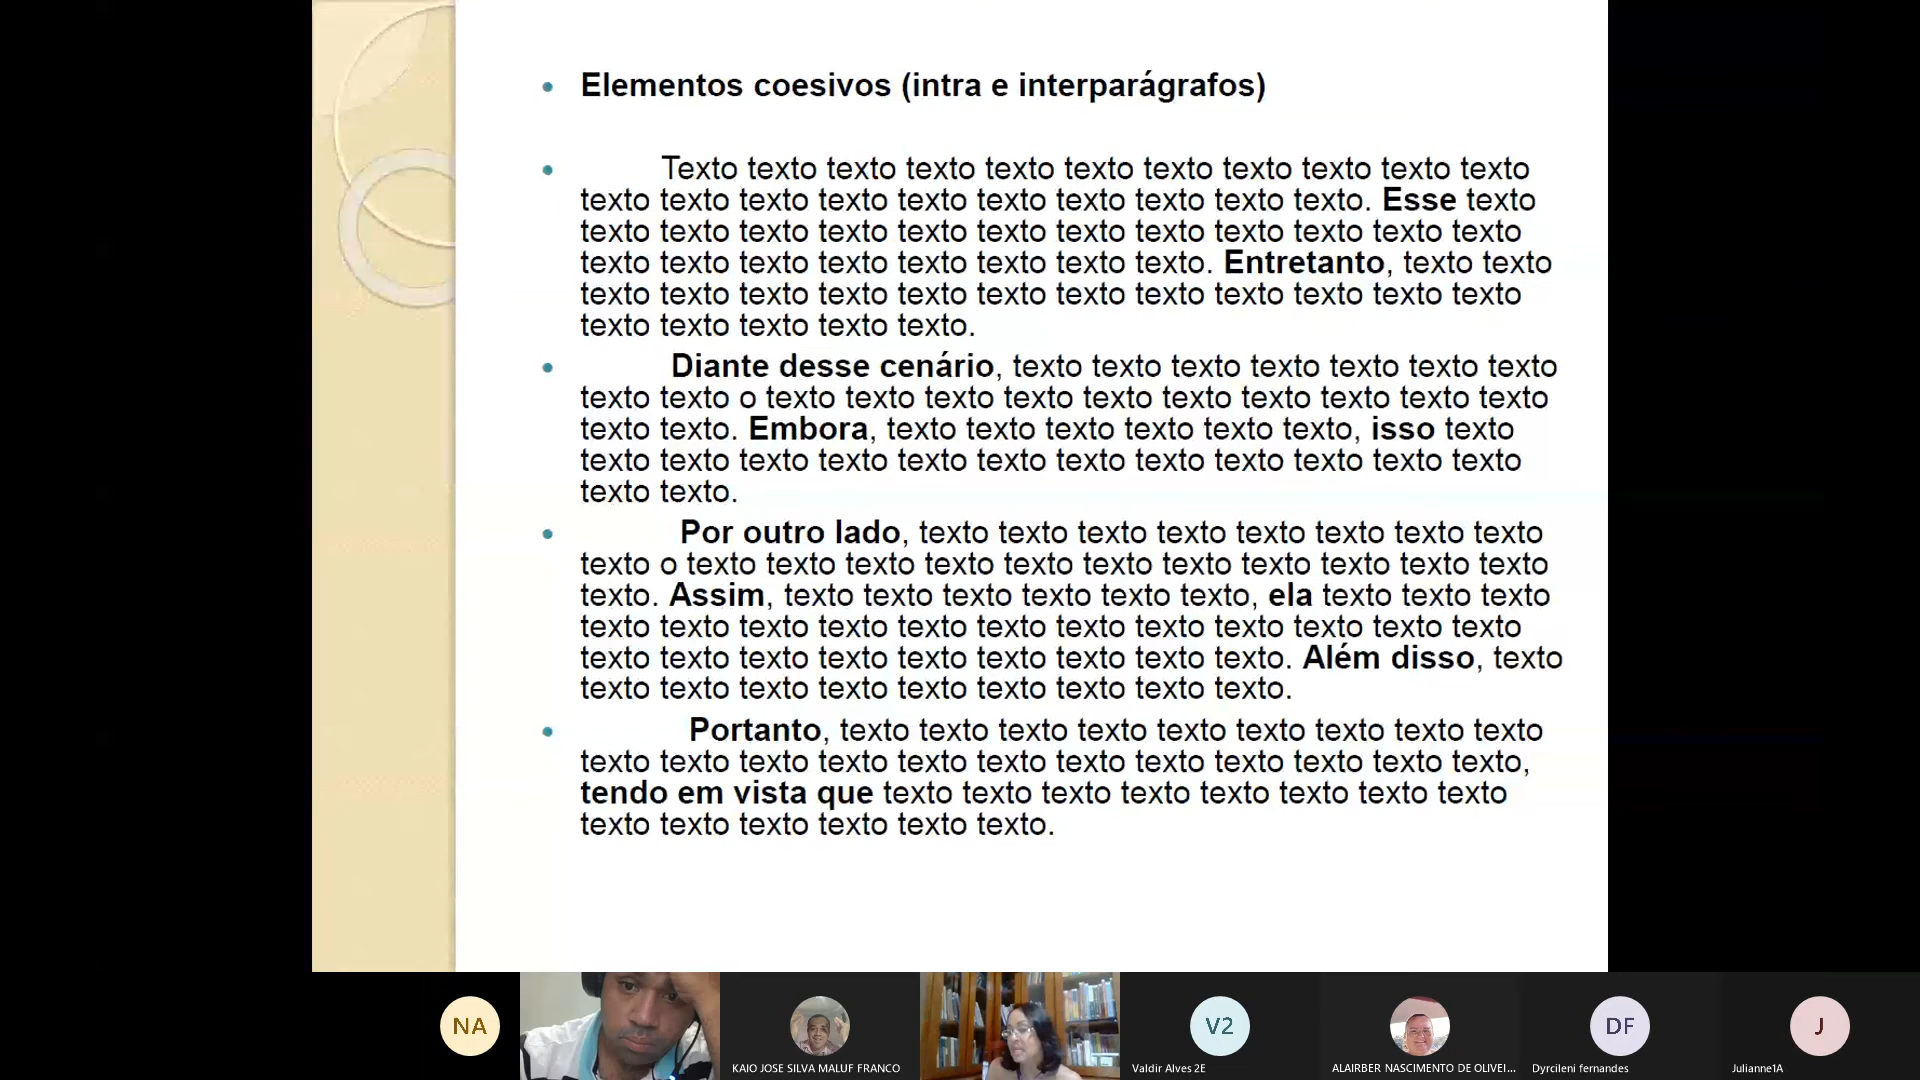 Elementos coesivos (intra e interparágrafos)
Texto texto texto texto texto texto texto texto texto texto texto
texto texto texto texto texto texto texto texto texto texto. Esse texto
texto texto texto texto texto texto texto texto texto texto texto texto
texto texto texto texto texto texto texto texto. Entretanto, texto texto
texto texto texto texto texto texto texto texto texto texto texto texto
texto texto texto texto texto.
Diante desse cenário, texto texto texto texto texto texto texto
texto texto o texto texto texto texto texto texto texto texto texto texto
texto texto. Embora, texto texto texto texto texto texto, isso texto
texto texto texto texto texto texto texto texto texto texto texto texto
texto texto.
Por outro lado, texto texto texto texto texto texto texto texto
texto o texto texto texto texto texto texto texto texto texto texto texto
texto. Assim, texto texto texto texto texto texto, ela texto texto texto
texto texto texto texto texto texto texto texto texto texto texto texto
texto texto texto texto texto texto texto texto texto. Além disso, texto
texto texto texto texto texto texto texto texto texto.
Portanto, texto texto texto texto texto texto texto texto texto
texto texto texto texto texto texto texto texto texto texto texto texto,
tendo em vista que texto texto texto texto texto texto texto texto
texto texto texto texto texto texto.
NA
V2
DF
J
KAIO JOSE SILVA MALUF FRANCO
Valdir Alves 2E
ALAIRBER NASCIMENTO DE OLIVEI...
Dyrcileni fernandes
Julianne1A